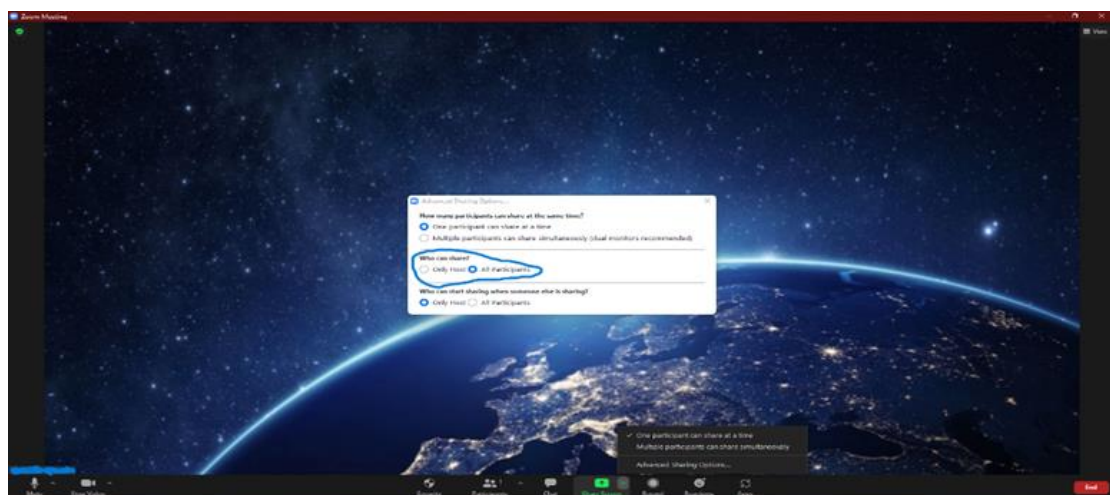 Zoom Meeting
View
Advanced Sharing Options...
How many participants can share at the same time?
One participant can share at a time
Multiple participants can share simultaneously (dual monitors recommended)
Who can share?
Only Host All Participants
Who can start sharing when someone else is sharing?
Only Host All Participants
One participant can share at a time
Multiple participants can share simultaneously
Advanced Sharing Options...
Mute Stop Video Security Participants Chat Share Screen Record Reactions Apps End